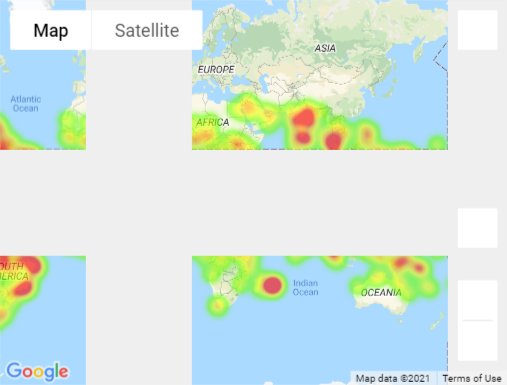 Map
Satellite
ASIA
EUROPE
Atlantic
Ocean
AFRICA
OUTH
ERICA
Indian
Ocean
OCEANIA
Google
Map data ©2021
Terms of Use